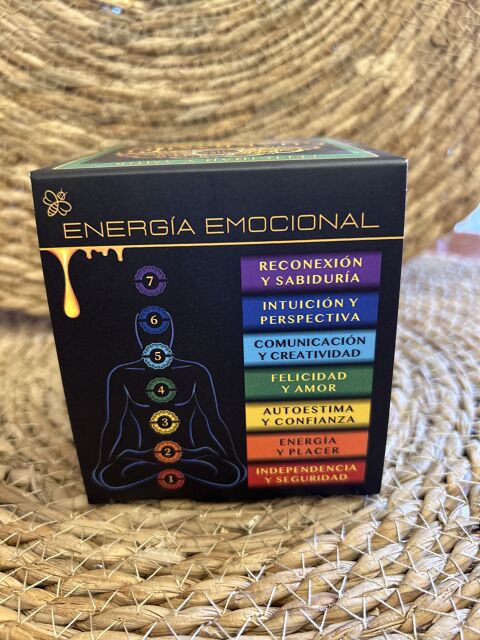 ENERGÍA EMOCIONAL
7
RECONEXIÓN
Y SABIDURÍA
6
INTUICIÓN Y
PERSPECTIVA
5
COMUNICACIÓN
Y CREATIVIDAD
4
FELICIDAD
Y AMOR
3
AUTOESTIMA
Y CONFIANZA
2
ENERGÍA
Y PLACER
1
INDEPENDENCIA
Y SEGURIDAD